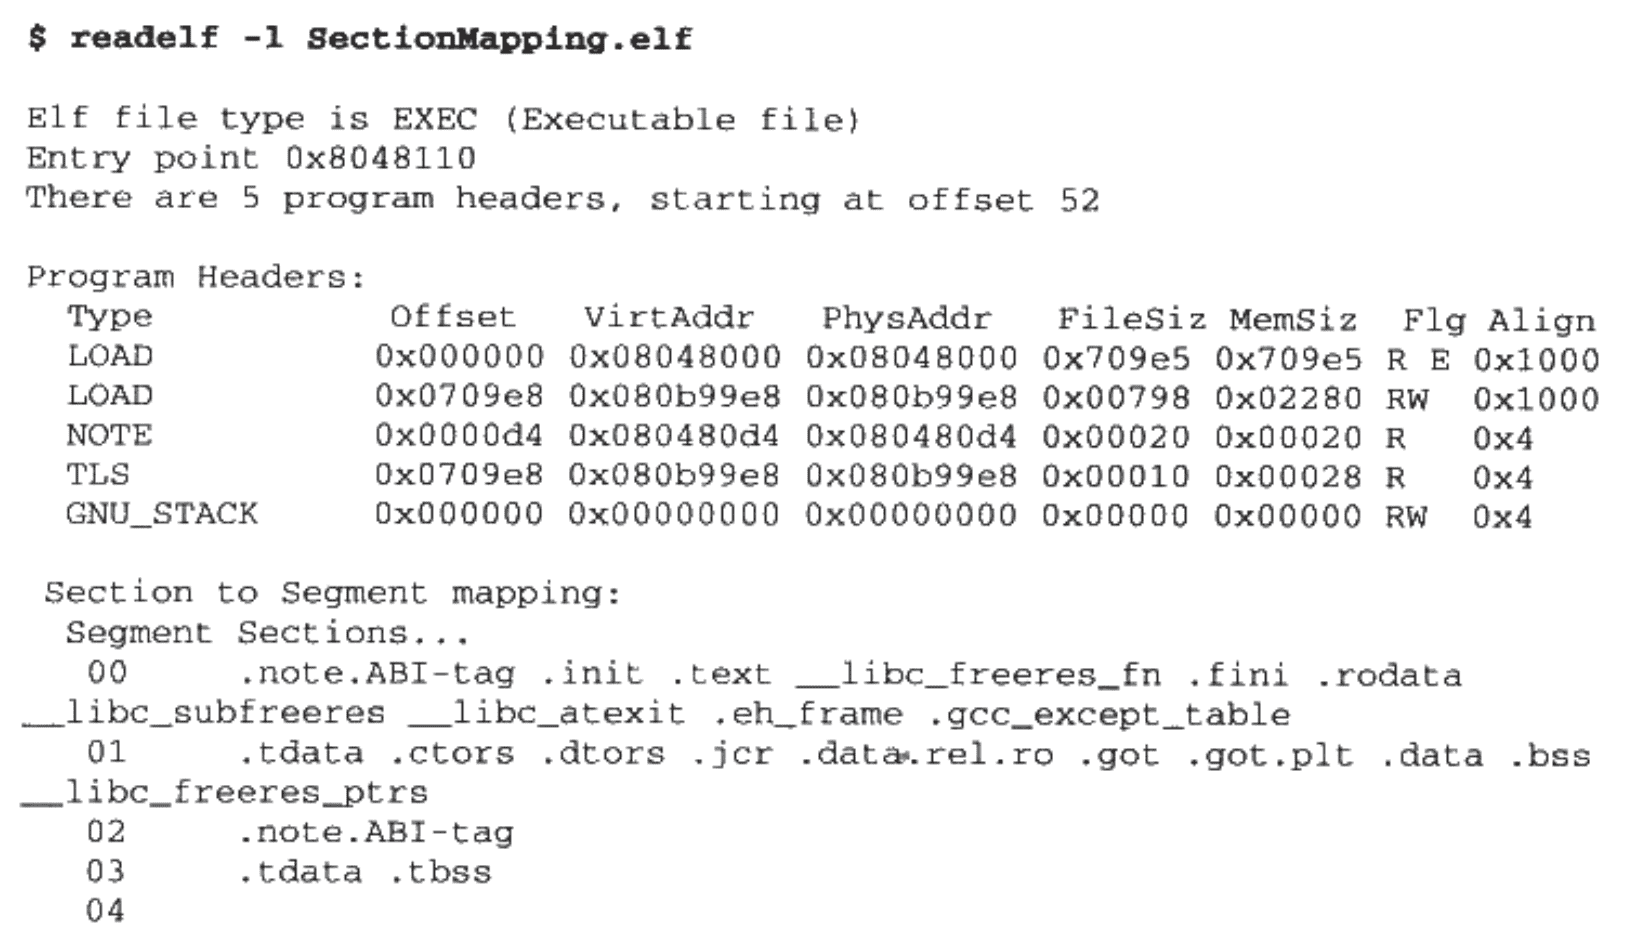 $ readelf -l SectionMapping.elf
Elf file type is EXEC (Executable file)
Entry point 0x8048110
There are 5 program headers, starting at offset 52
Program Headers:
Type Offset VirtAddr PhysAddr FileSiz MemSiz Flg Align
LOAD 0x000000 0x08048000 0x08048000 0x709e5 0x709e5 R E 0x1000
LOAD 0x0709e8 0x080b99e8 0x080b99e8 0x00798 0x02280 RW 0x1000
NOTE 0x0000d4 0x080480d4 0x080480d4 0x00020 0x00020 R 0x4
TLS 0x0709e8 0x080b99e8 0x080b99e8 0x00010 0x00028 R 0x4
GNU_STACK 0x000000 0x00000000 0x00000000 0x00000 0x00000 RW 0x4
Section to Segment mapping:
Segment Sections...
00 .note.ABI-tag .init .text __libc_freeres_fn .fini .rodata
__libc_subfreeres __libc_atexit .eh_frame .gcc_except_table
01 .tdata .ctors .dtors .jcr .data.rel.ro .got .got.plt .data .bss
__libc_freeres_ptrs
02 .note.ABI-tag
03 .tdata .tbss
04